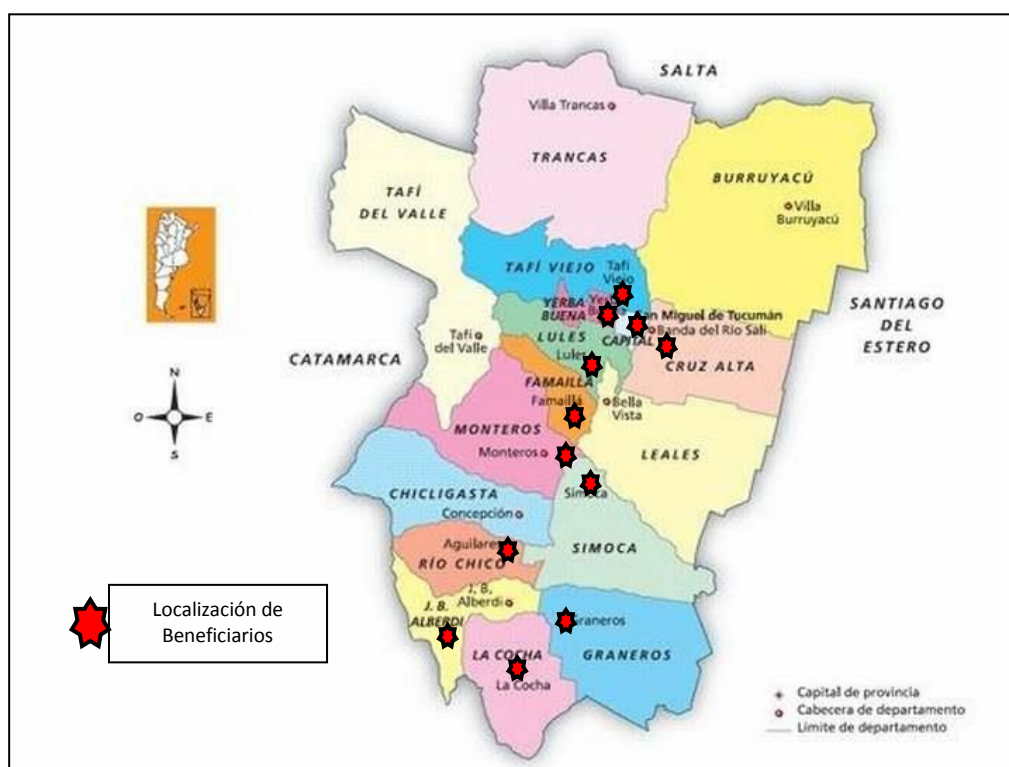 SALTA
Villa Trancas
TRANCAS
BURRUYACÚ
TAFÍ
DEL VALLE
Villa
Burruyacú
TAFÍ VIEJO
Tafí
Viejo
YERBA
BUENA
San Miguel de Tucumán
Banda del Río Salí
CAPITAL
SANTIAGO
DEL
ESTERO
LULES
Lules
Tafí
del Valle
CATAMARCA
CRUZ ALTA
FAMAILLÁ
Famaillá
Bella
Vista
N
O
E
S
MONTEROS
Monteros
LEALES
CHICLIGASTA
Simoca
Concepción
Aguilares
RÍO CHICO
SIMOCA
J. B.
Alberdi
J. B.
ALBERDI
Localización de
Beneficiarios
Graneros
GRANEROS
LA COCHA
La Cocha
Capital de provincia
Cabecera de departamento
Límite de departamento